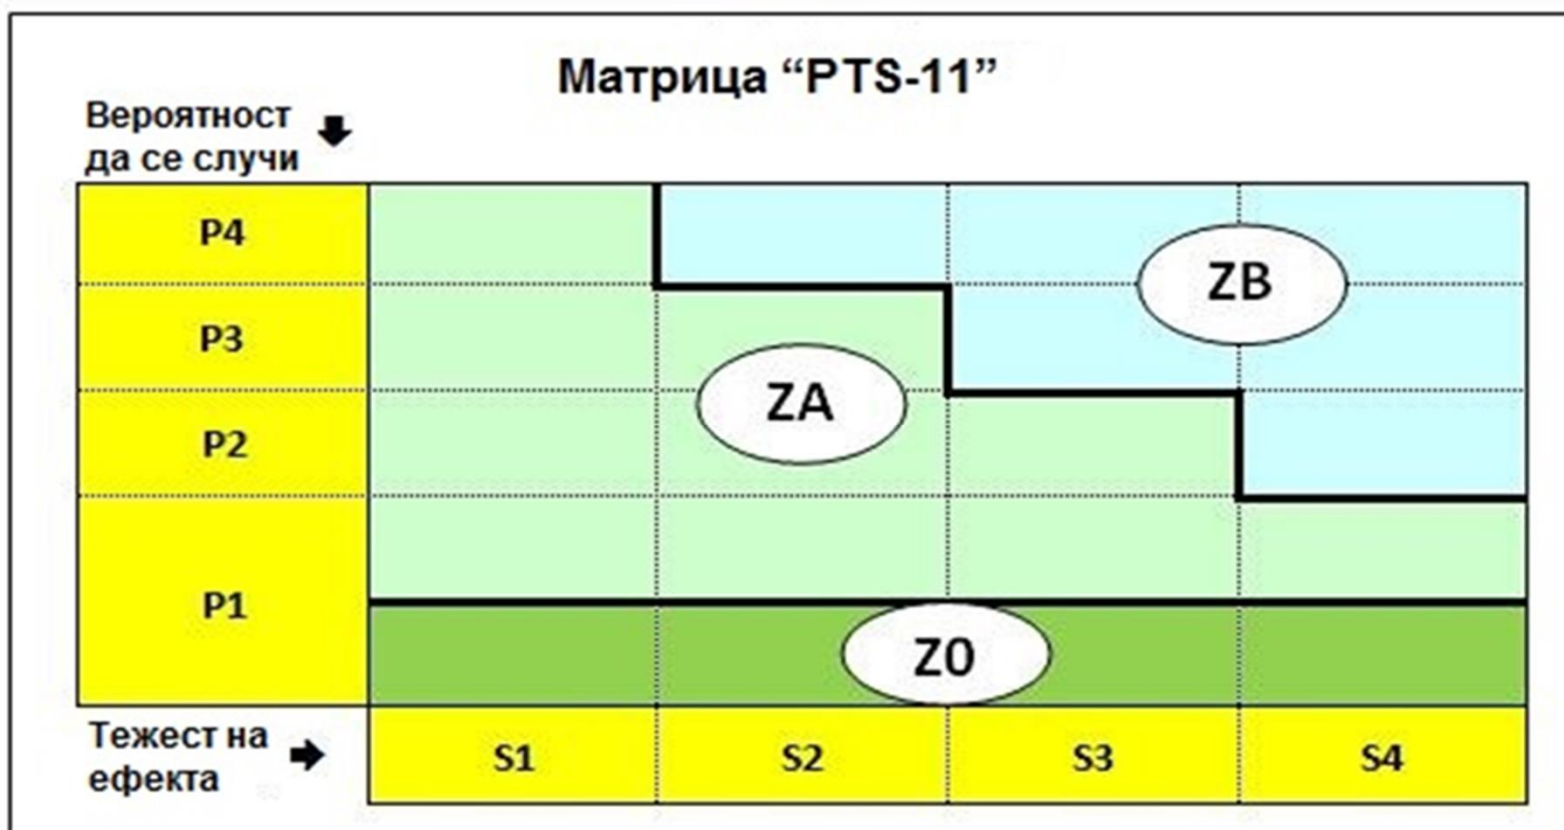 Матрица “PTS-11”
Вероятност
да се случи
P4
ZB
P3
ZA
P2
P1
Z0
Тежест на
ефекта
S1
S2
S3
S4